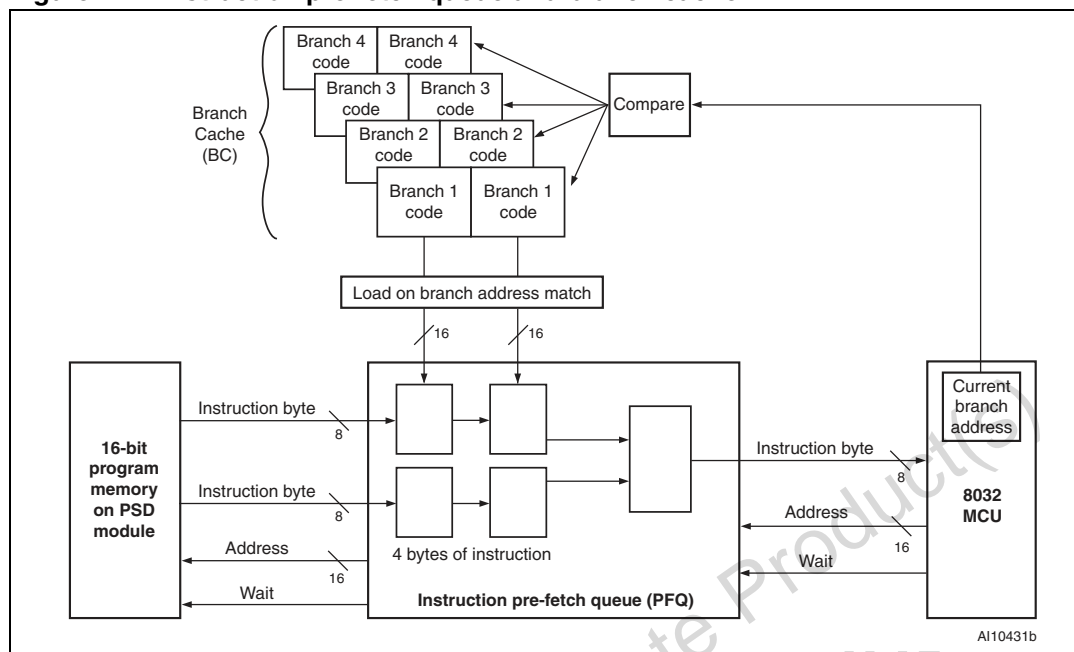 Branch 4
code
Branch 4
code
Branch 3
code
Branch 3
code
Branch 2
code
Branch 2
code
Branch 1
code
Branch 1
code
Branch
Cache
(BC)
Compare
Load on branch address match
16
16
Current
branch
address
16-bit
program
memory
on PSD
module
Instruction byte
8
Instruction byte
8
Address
16
Wait
4 bytes of instruction
Instruction pre-fetch queue (PFQ)
Instruction byte
8
Address
16
Wait
8032
MCU
Product(s)
AI10431b